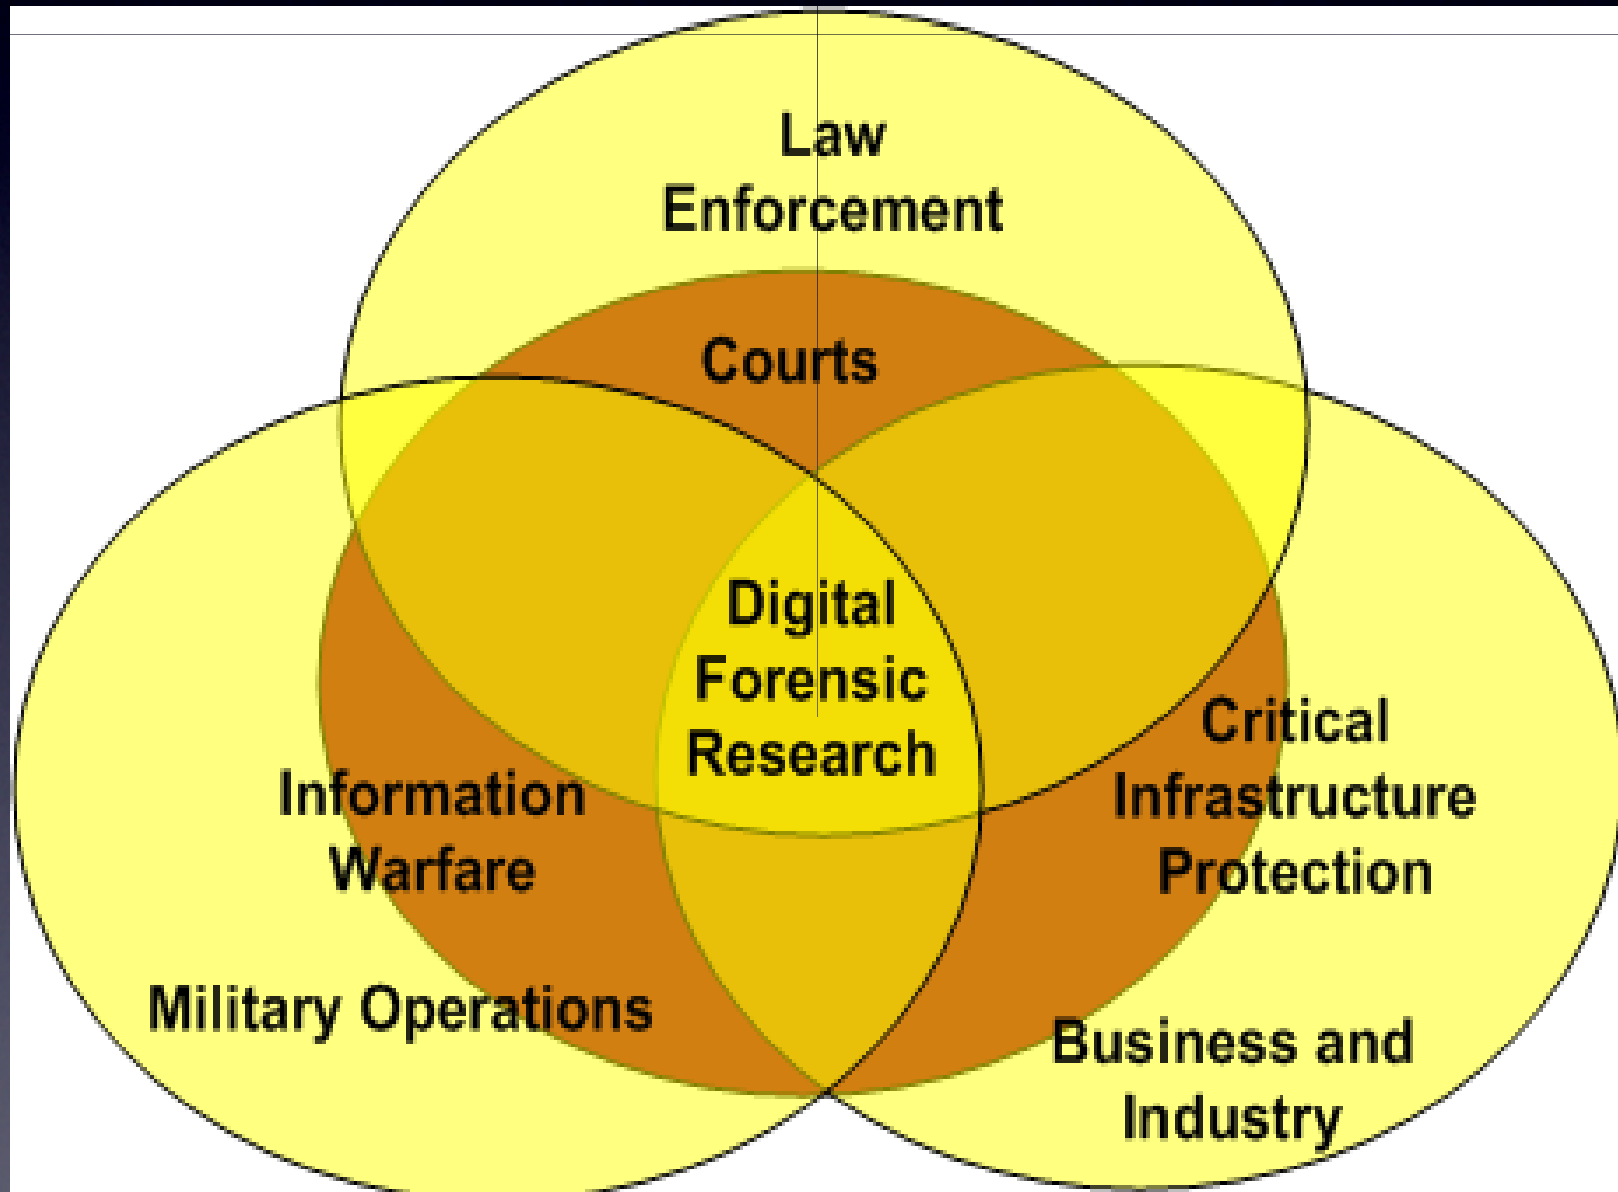 Law
Enforcement
Courts
Digital
Forensic
Research
Information
Warfare
Military Operations
Critical
Infrastructure
Protection
Business and
Industry